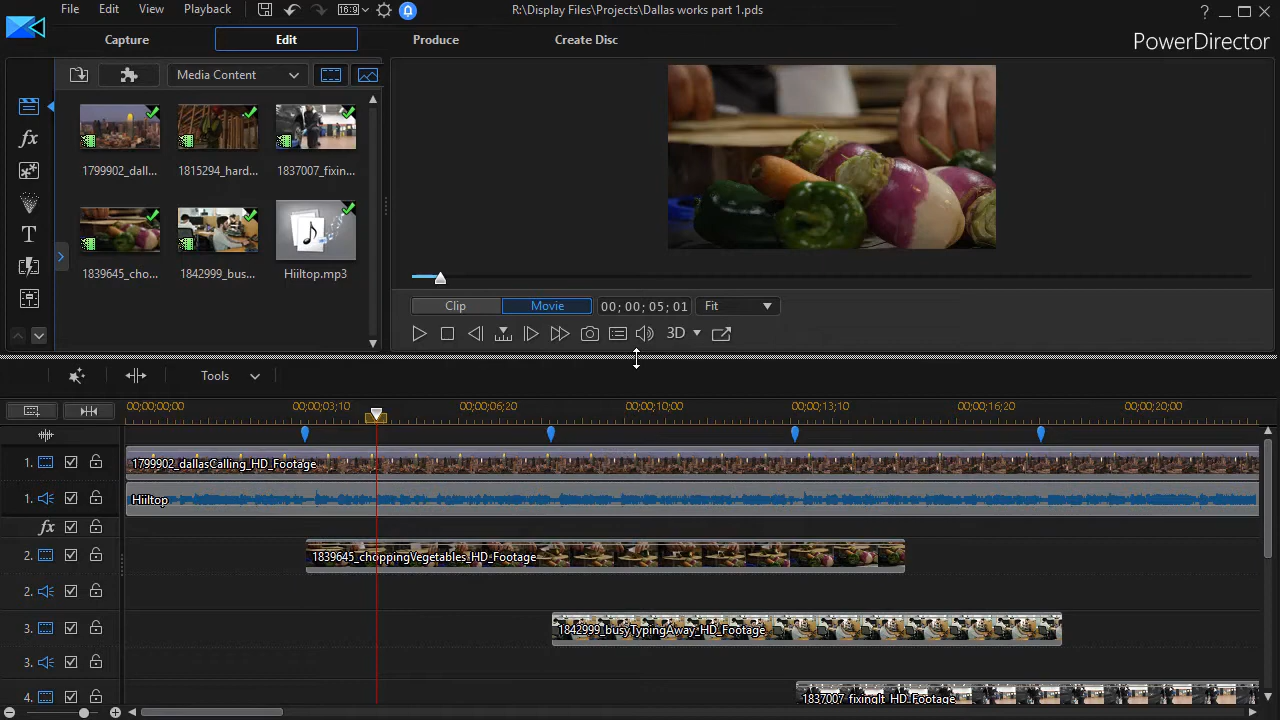 File Edit View Playback 16:9 R:\Display Files\Projects\Dallas works part 1.pds ?
Capture Edit Produce Create Disc PowerDirector
Media Content
1799902_dall... 1815294_hard... 1837007_fixin...
1839645_cho... 1842999_bus... Hiiltop.mp3
fx
T
Clip Movie 00; 00; 05; 01 Fit
3D
Tools
00;00;00;00 00;00;03;10 00;00;06;20 00;00;10;00 00;00;13;10 00;00;16;20 00;00;20;00
1. 1799902_dallasCalling_HD_Footage
1. Hiiltop
fx
2. 1839645_choppingVegetables_HD_Footage
2.
3. 1842999_busyTypingAway_HD_Footage
3.
4. 1837007_fixingIt_HD_Footage